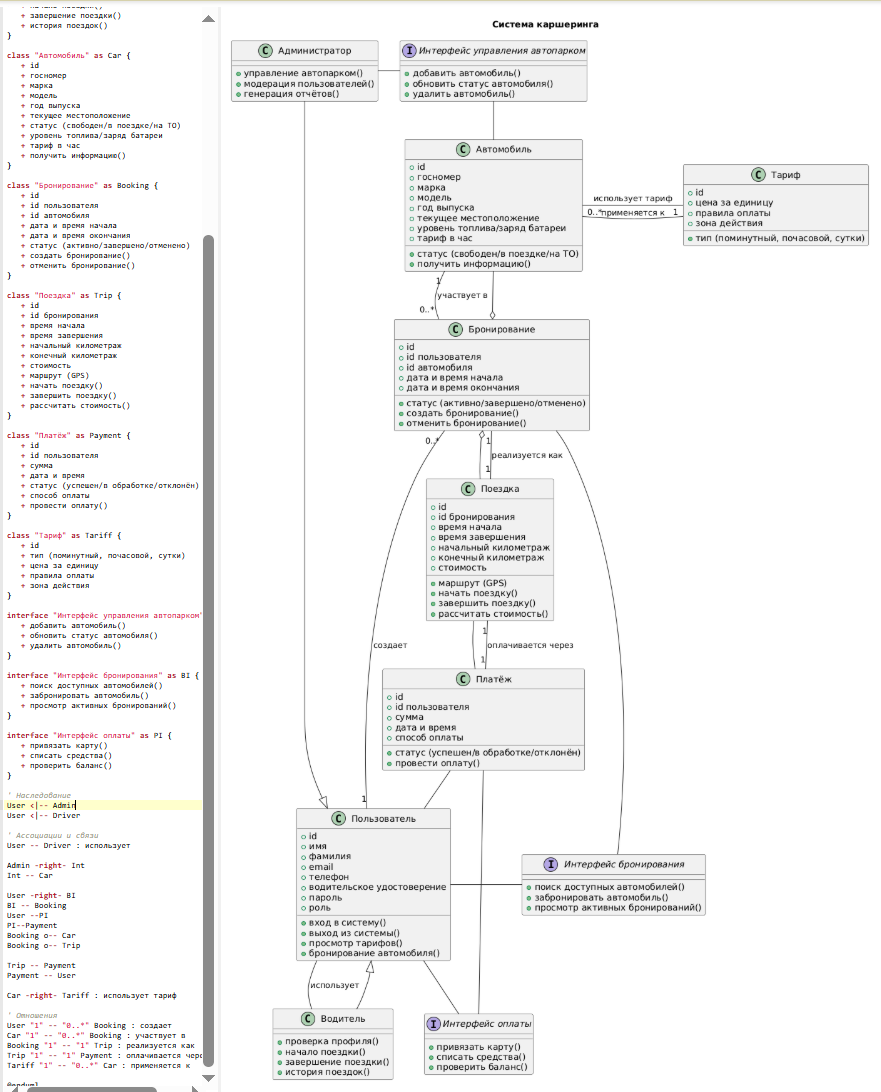 + завершение поездки()
+ история поездок()
}
class "Автомобиль" as Car {
+ id
+ госномер
+ марка
+ модель
+ год выпуска
+ текущее местоположение
+ статус (свободен/в поездке/на ТО)
+ уровень топлива/заряд батареи
+ тариф в час
+ получить информацию()
}
class "Бронирование" as Booking {
+ id
+ id пользователя
+ id автомобиля
+ дата и время начала
+ дата и время окончания
+ статус (активно/завершено/отменено)
+ создать бронирование()
+ отменить бронирование()
}
class "Поездка" as Trip {
+ id
+ id бронирования
+ время начала
+ время завершения
+ начальный километраж
+ конечный километраж
+ стоимость
+ маршрут (GPS)
+ начать поездку()
+ завершить поездку()
+ рассчитать стоимость()
}
class "Платёж" as Payment {
+ id
+ id пользователя
+ сумма
+ дата и время
+ статус (успешен/в обработке/отклонён)
+ способ оплаты
+ провести оплату()
}
class "Тариф" as Tariff {
+ id
+ тип (поминутный, почасовой, сутки)
+ цена за единицу
+ правила оплаты
+ зона действия
}
interface "Интерфейс управления автопарком"
+ добавить автомобиль()
+ обновить статус автомобиля()
+ удалить автомобиль()
}
interface "Интерфейс бронирования" as BI {
+ поиск доступных автомобилей()
+ забронировать автомобиль()
+ просмотр активных бронирований()
}
interface "Интерфейс оплаты" as PI {
+ привязать карту()
+ списать средства()
+ проверить баланс()
}
' Наследование
User <|-- Admin
User <|-- Driver
' Ассоциации и связи
User -- Driver : использует
Admin -right- Int
Int -- Car
User -right- BI
BI -- Booking
User --PI
PI--Payment
Booking o-- Car
Booking o-- Trip
Trip -- Payment
Payment -- User
Car -right- Tariff : использует тариф
' Отношения
User "1" -- "0..*" Booking : создает
Car "1" -- "0..*" Booking : участвует в
Booking "1" -- "1" Trip : реализуется как
Trip "1" -- "1" Payment : оплачивается чере
Tariff "1" -- "0..*" Car : применяется к
@enduml
Система каршеринга
C Администратор
управление автопарком()
модерация пользователей()
генерация отчётов()
I Интерфейс управления автопарком
добавить автомобиль()
обновить статус автомобиля()
удалить автомобиль()
C Автомобиль
id
госномер
марка
модель
год выпуска
текущее местоположение
уровень топлива/заряд батареи
тариф в час
статус (свободен/в поездке/на ТО)
получить информацию()
использует тариф
0..* применяется к 1
C Тариф
id
цена за единицу
правила оплаты
зона действия
тип (поминутный, почасовой, сутки)
1
участвует в
0..*
C Бронирование
id
id пользователя
id автомобиля
дата и время начала
дата и время окончания
статус (активно/завершено/отменено)
создать бронирование()
отменить бронирование()
0..*
1
реализуется как
1
C Поездка
id
id бронирования
время начала
время завершения
начальный километраж
конечный километраж
стоимость
маршрут (GPS)
начать поездку()
завершить поездку()
рассчитать стоимость()
создает
1
оплачивается через
1
C Платёж
id
id пользователя
сумма
дата и время
способ оплаты
статус (успешен/в обработке/отклонён)
провести оплату()
1
C Пользователь
id
имя
фамилия
email
телефон
водительское удостоверение
пароль
роль
вход в систему()
выход из системы()
просмотр тарифов()
бронирование автомобиля()
I Интерфейс бронирования
поиск доступных автомобилей()
забронировать автомобиль()
просмотр активных бронирований()
использует
C Водитель
проверка профиля()
начало поездки()
завершение поездки()
история поездок()
I Интерфейс оплаты
привязать карту()
списать средства()
проверить баланс()